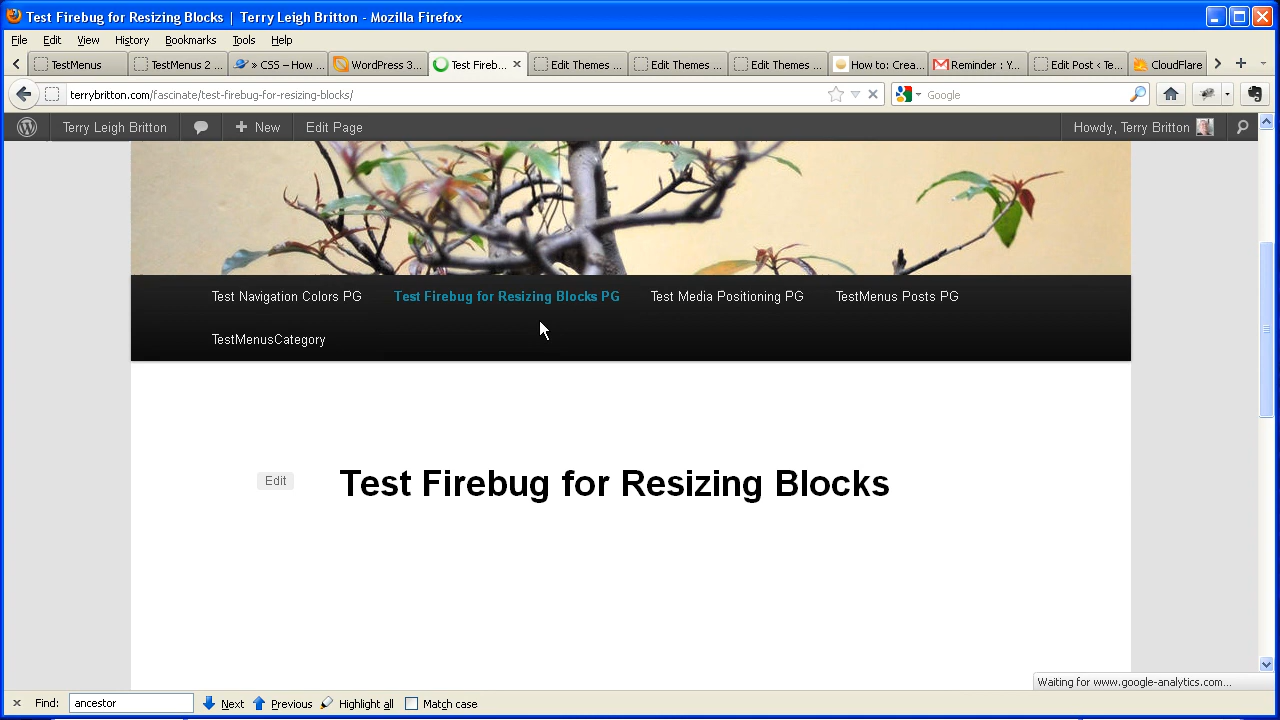 Test Firebug for Resizing Blocks | Terry Leigh Britton - Mozilla Firefox
File Edit View History Bookmarks Tools Help
TestMenus TestMenus 2 ... » CSS – How ... WordPress 3... Test Fireb... Edit Themes ... Edit Themes ... Edit Themes ... How to: Crea... Reminder : Y... Edit Post ‹ Te... CloudFlare
terrybritton.com/fascinate/test-firebug-for-resizing-blocks/ Google
Terry Leigh Britton New Edit Page Howdy, Terry Britton
Test Navigation Colors PG Test Firebug for Resizing Blocks PG Test Media Positioning PG TestMenus Posts PG
TestMenusCategory
Edit Test Firebug for Resizing Blocks
Waiting for www.google-analytics.com...
Find: ancestor Next Previous Highlight all Match case